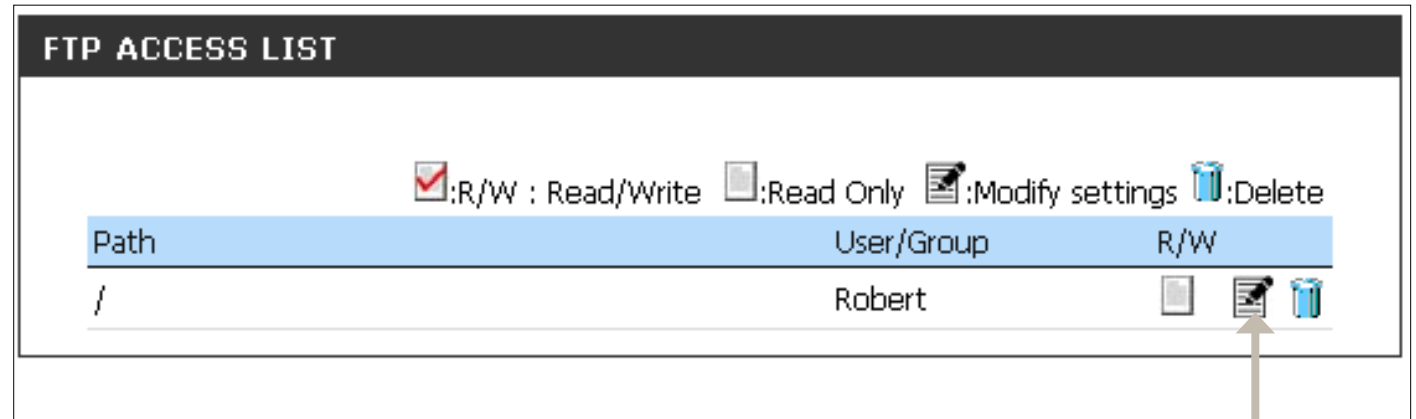 FTP ACCESS LIST
:R/W : Read/Write :Read Only :Modify settings :Delete
Path User/Group R/W
/ Robert